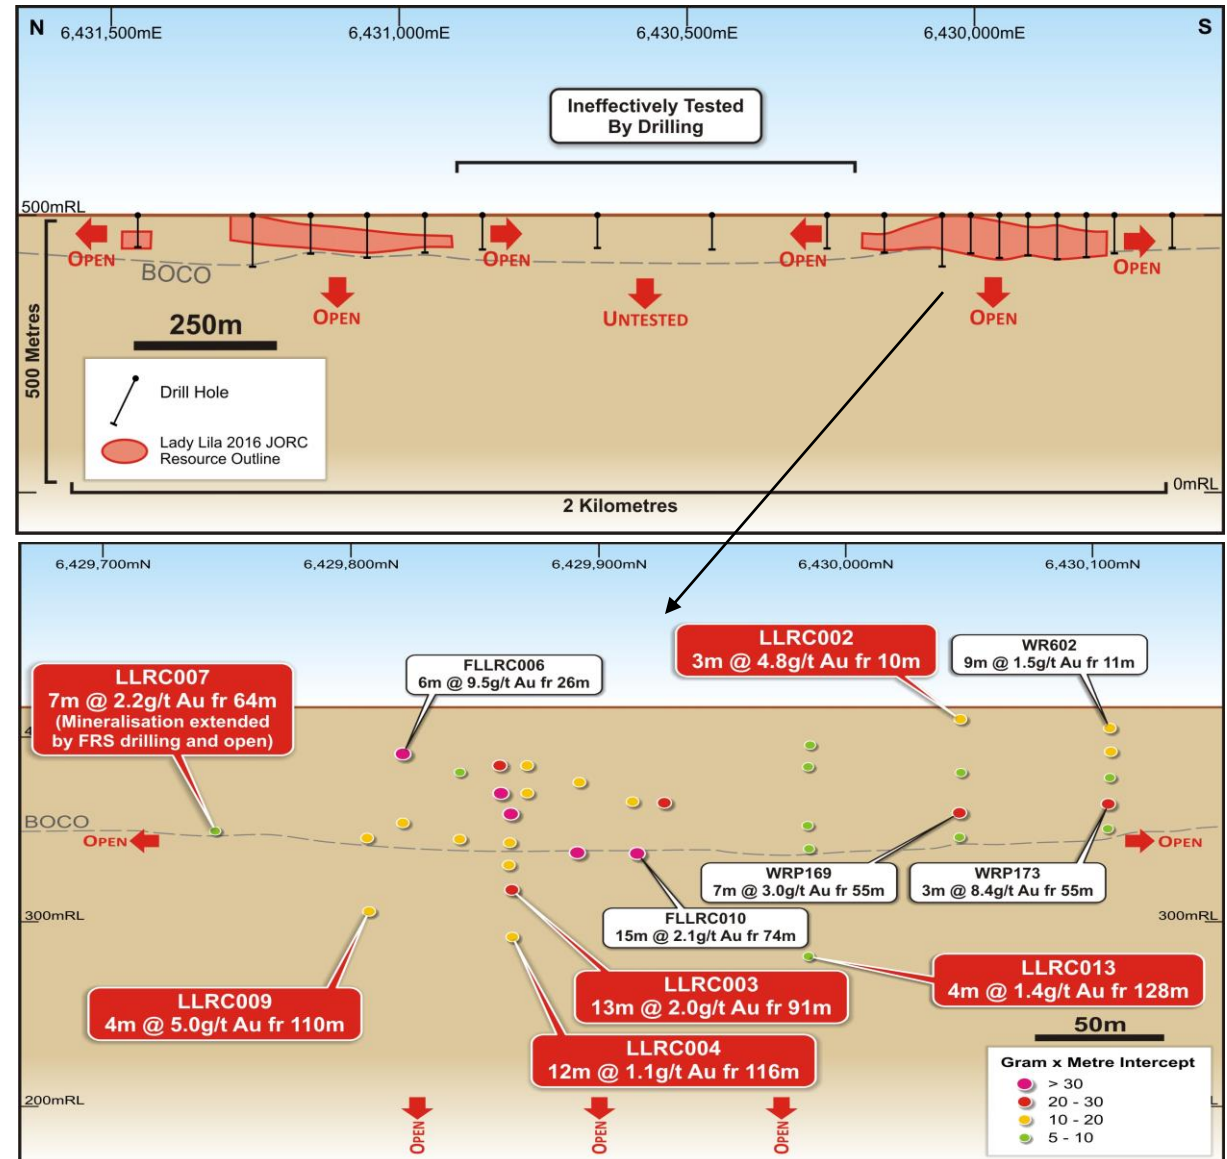 N
6,431,500mE
6,431,000mE
6,430,500mE
6,430,000mE
S
Ineffectively Tested
By Drilling
500mRL
OPEN
BOCO
OPEN
OPEN
UNTESTED
OPEN
OPEN
OPEN
250m
500 Metres
Drill Hole
Lady Lila 2016 JORC
Resource Outline
0mRL
2 Kilometres
6,429,700mN
6,429,800mN
6,429,900mN
6,430,000mN
6,430,100mN
LLRC007
7m @ 2.2g/t Au fr 64m
(Mineralisation extended
by FRS drilling and open)
FLLRC006
6m @ 9.5g/t Au fr 26m
LLRC002
3m @ 4.8g/t Au fr 10m
WR602
9m @ 1.5g/t Au fr 11m
BOCO
OPEN
OPEN
WRP169
7m @ 3.0g/t Au fr 55m
WRP173
3m @ 8.4g/t Au fr 55m
FLLRC010
15m @ 2.1g/t Au fr 74m
300mRL
300mRL
LLRC009
4m @ 5.0g/t Au fr 110m
LLRC003
13m @ 2.0g/t Au fr 91m
LLRC013
4m @ 1.4g/t Au fr 128m
LLRC004
12m @ 1.1g/t Au fr 116m
50m
Gram x Metre Intercept
> 30
20 - 30
10 - 20
5 - 10
200mRL
OPEN
OPEN
OPEN